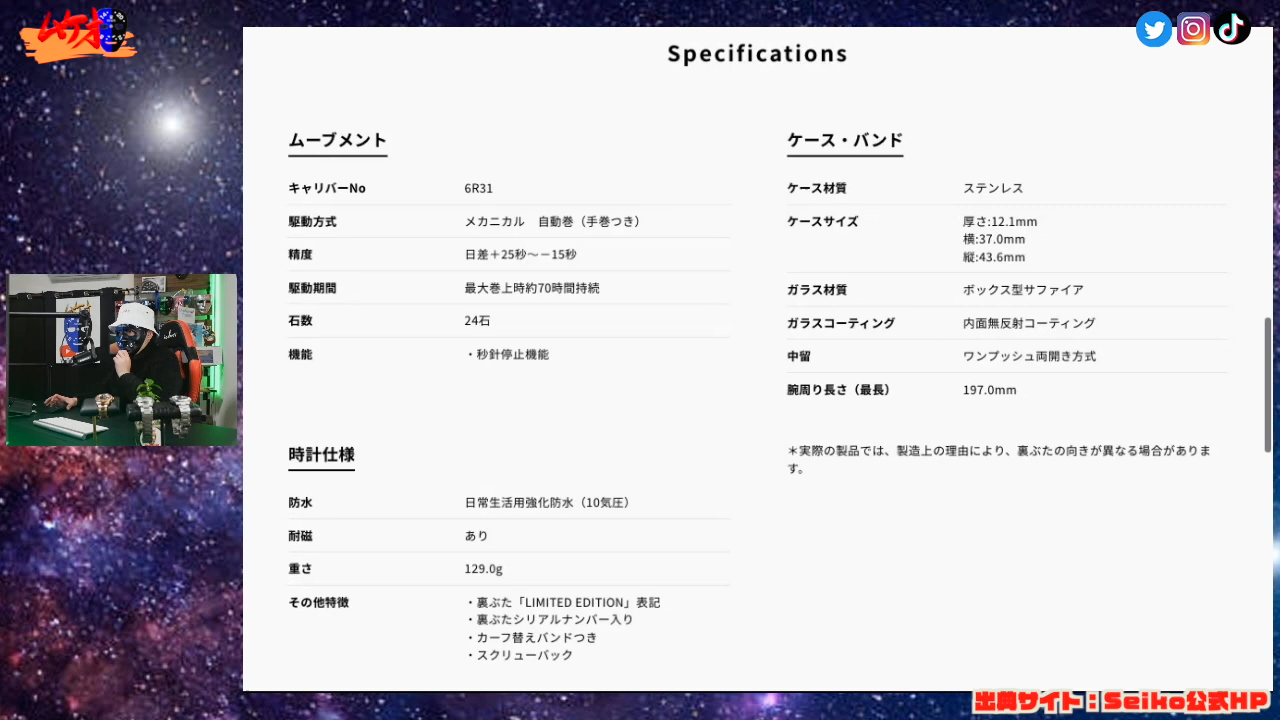 ムケオ
Specifications
ムーブメント
キャリバーNo 6R31
駆動方式 メカニカル 自動巻（手巻つき）
精度 日差＋25秒～－15秒
駆動期間 最大巻上時約70時間持続
石数 24石
機能 ・秒針停止機能
時計仕様
防水 日常生活用強化防水（10気圧）
耐磁 あり
重さ 129.0g
その他特徴 ・裏ぶた「LIMITED EDITION」表記
・裏ぶたシリアルナンバー入り
・カーフ替えバンドつき
・スクリューバック
ケース・バンド
ケース材質 ステンレス
ケースサイズ 厚さ:12.1mm
横:37.0mm
縦:43.6mm
ガラス材質 ボックス型サファイア
ガラスコーティング 内面無反射コーティング
中留 ワンプッシュ両開き方式
腕周り長さ（最長） 197.0mm
＊実際の製品では、製造上の理由により、裏ぶたの向きが異なる場合がありま
す。
出典サイト：Seiko公式HP